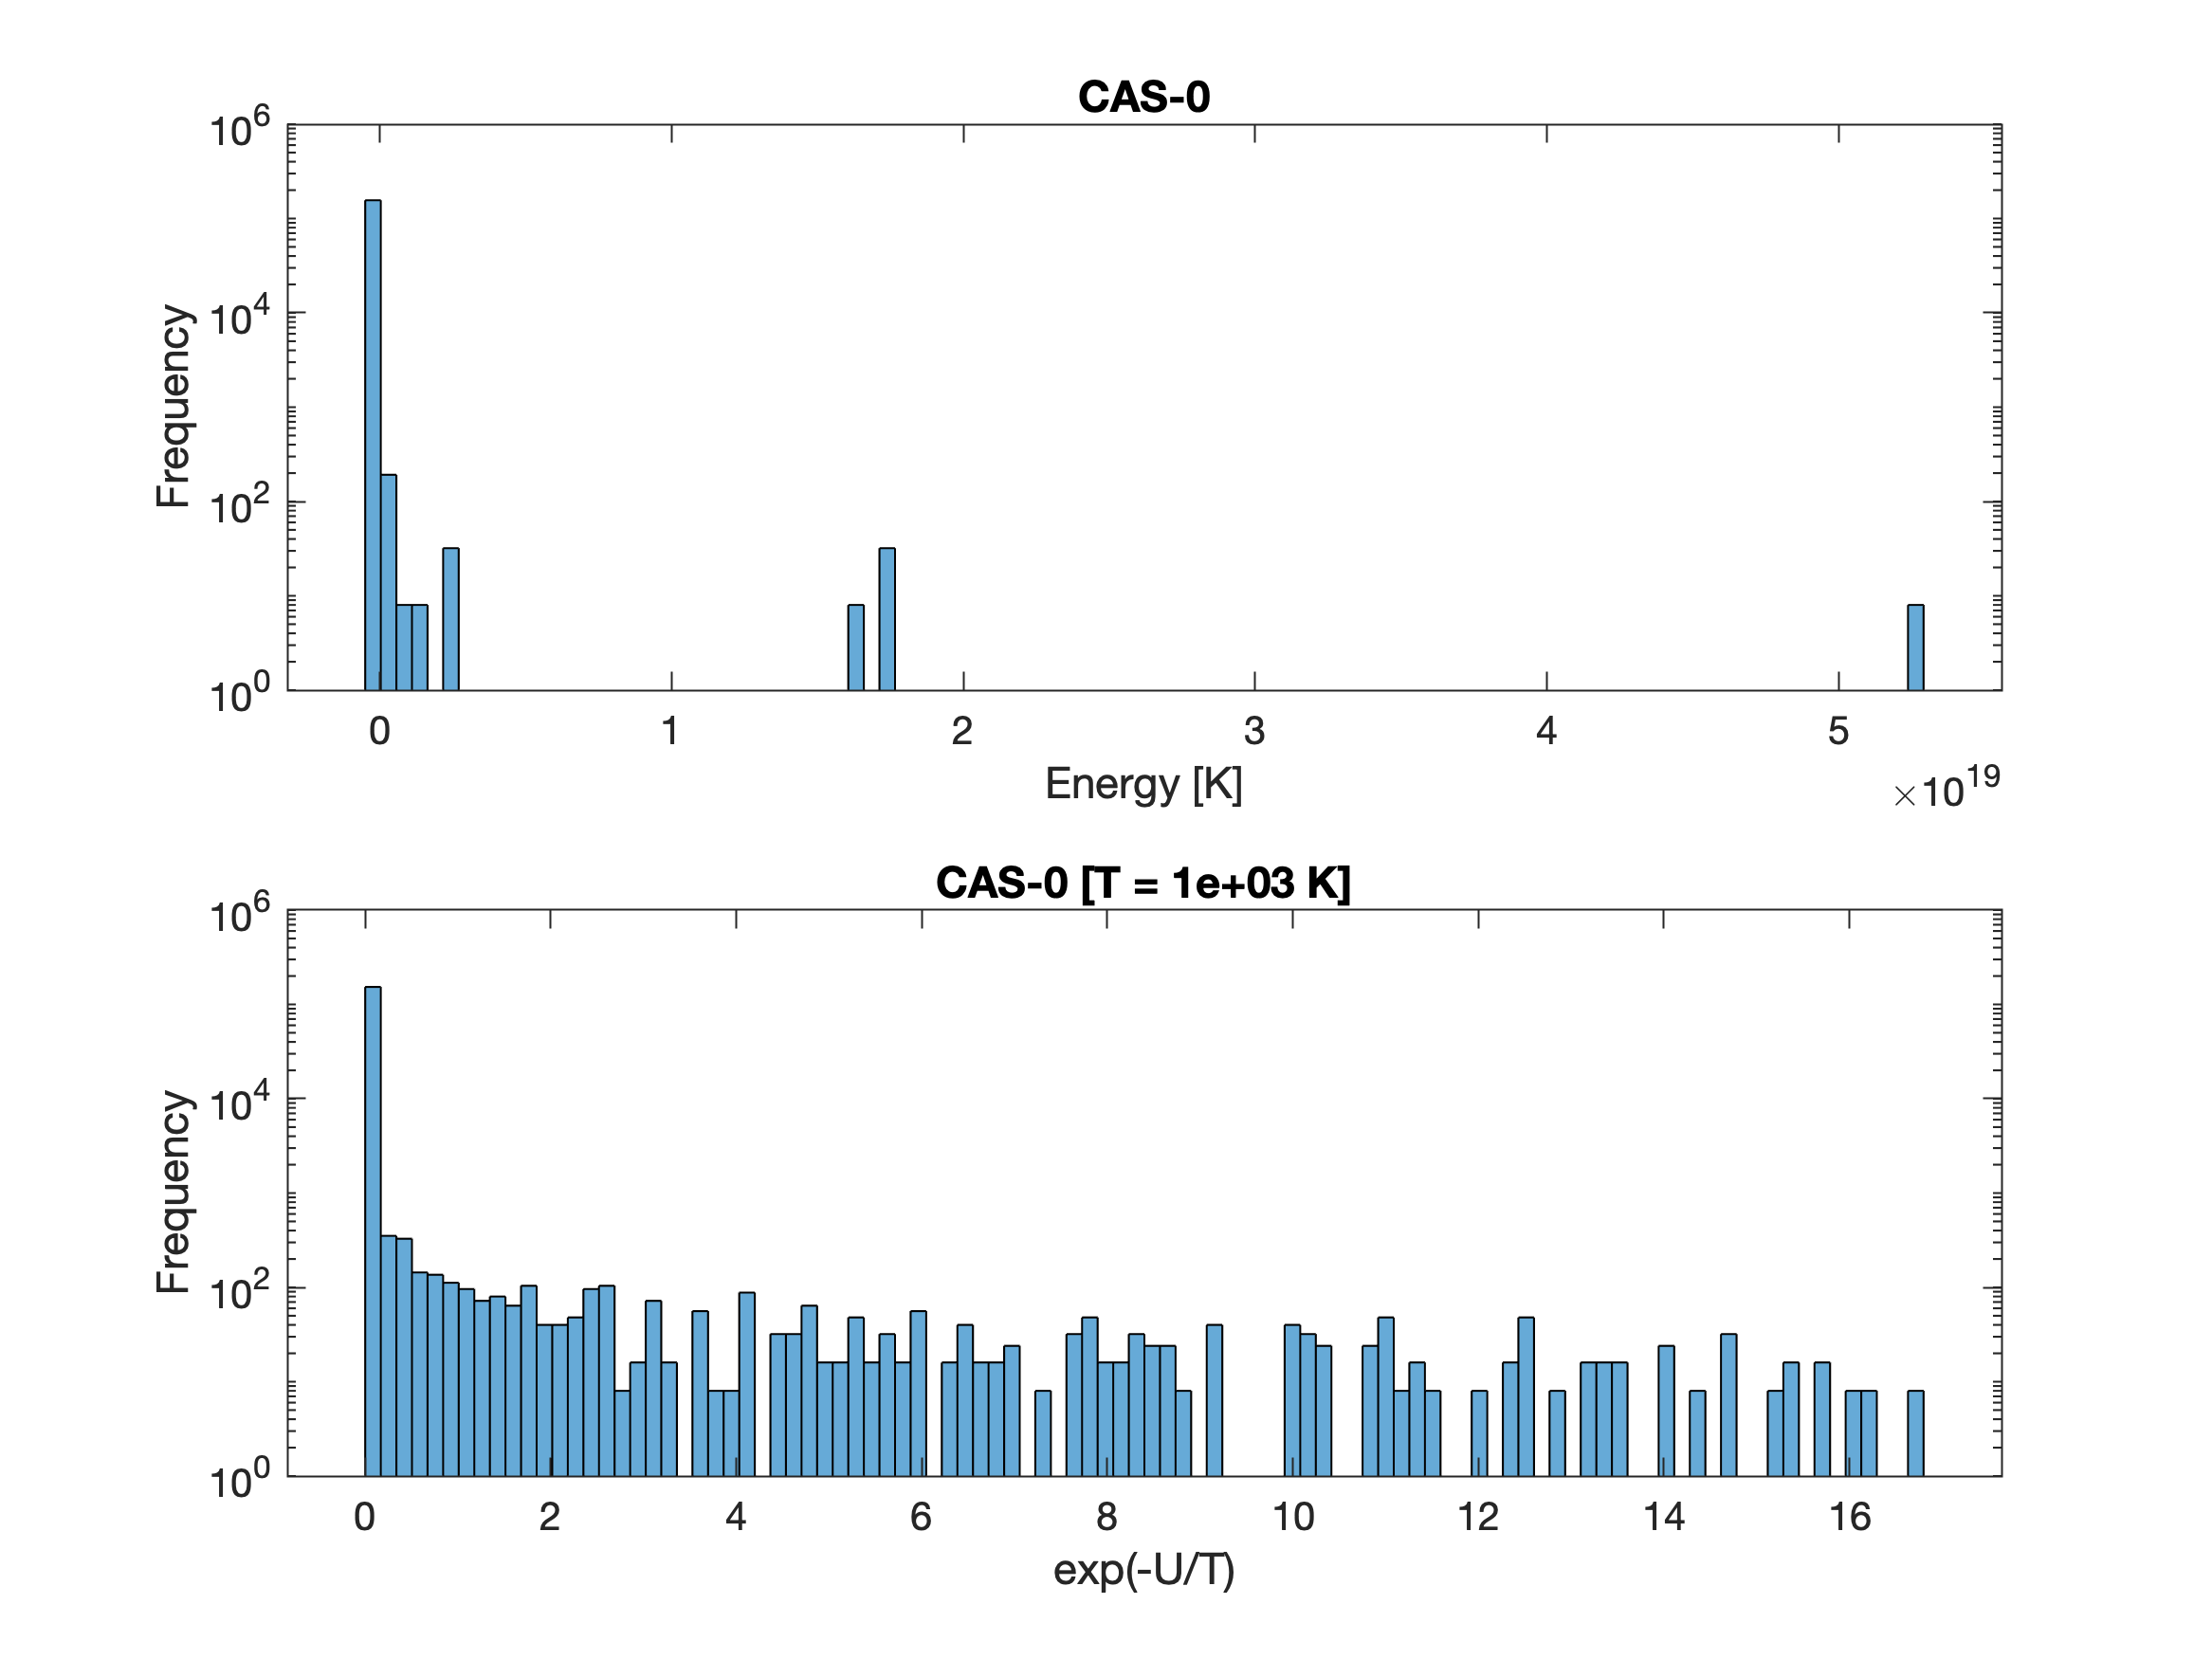 CAS-0
10^6
10^4
10^2
10^0
Frequency
0 1 2 3 4 5
Energy [K]
×10^19
CAS-0 [T = 1e+03 K]
10^6
10^4
10^2
10^0
Frequency
0 2 4 6 8 10 12 14 16
exp(-U/T)